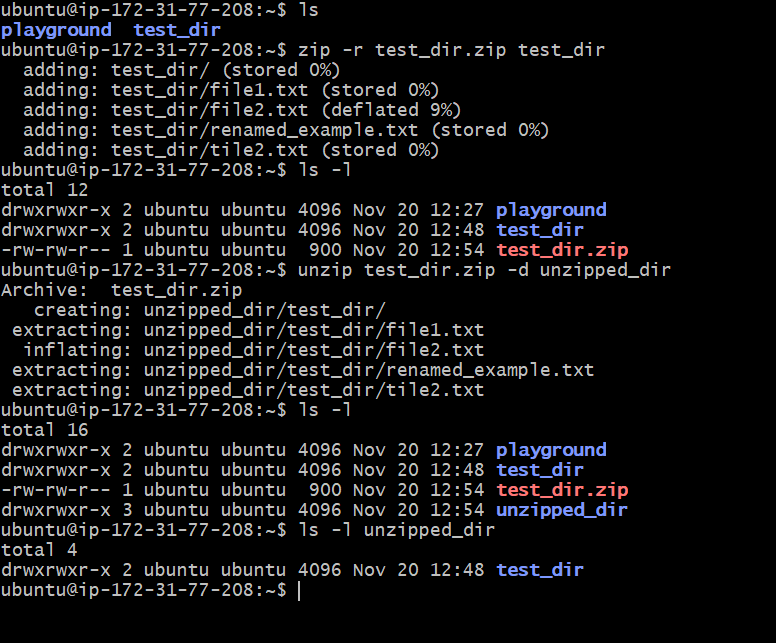 ubuntu@ip-172-31-77-208:~$ ls
playground  test_dir
ubuntu@ip-172-31-77-208:~$ zip -r test_dir.zip test_dir
  adding: test_dir/ (stored 0%)
  adding: test_dir/file1.txt (stored 0%)
  adding: test_dir/file2.txt (deflated 9%)
  adding: test_dir/renamed_example.txt (stored 0%)
  adding: test_dir/tile2.txt (stored 0%)
ubuntu@ip-172-31-77-208:~$ ls -l
total 12
drwxrwxr-x 2 ubuntu ubuntu 4096 Nov 20 12:27 playground
drwxrwxr-x 2 ubuntu ubuntu 4096 Nov 20 12:48 test_dir
-rw-rw-r-- 1 ubuntu ubuntu  900 Nov 20 12:54 test_dir.zip
ubuntu@ip-172-31-77-208:~$ unzip test_dir.zip -d unzipped_dir
Archive:  test_dir.zip
   creating: unzipped_dir/test_dir/
 extracting: unzipped_dir/test_dir/file1.txt
  inflating: unzipped_dir/test_dir/file2.txt
 extracting: unzipped_dir/test_dir/renamed_example.txt
 extracting: unzipped_dir/test_dir/tile2.txt
ubuntu@ip-172-31-77-208:~$ ls -l
total 16
drwxrwxr-x 2 ubuntu ubuntu 4096 Nov 20 12:27 playground
drwxrwxr-x 2 ubuntu ubuntu 4096 Nov 20 12:48 test_dir
-rw-rw-r-- 1 ubuntu ubuntu  900 Nov 20 12:54 test_dir.zip
drwxrwxr-x 3 ubuntu ubuntu 4096 Nov 20 12:54 unzipped_dir
ubuntu@ip-172-31-77-208:~$ ls -l unzipped_dir
total 4
drwxrwxr-x 2 ubuntu ubuntu 4096 Nov 20 12:48 test_dir
ubuntu@ip-172-31-77-208:~$